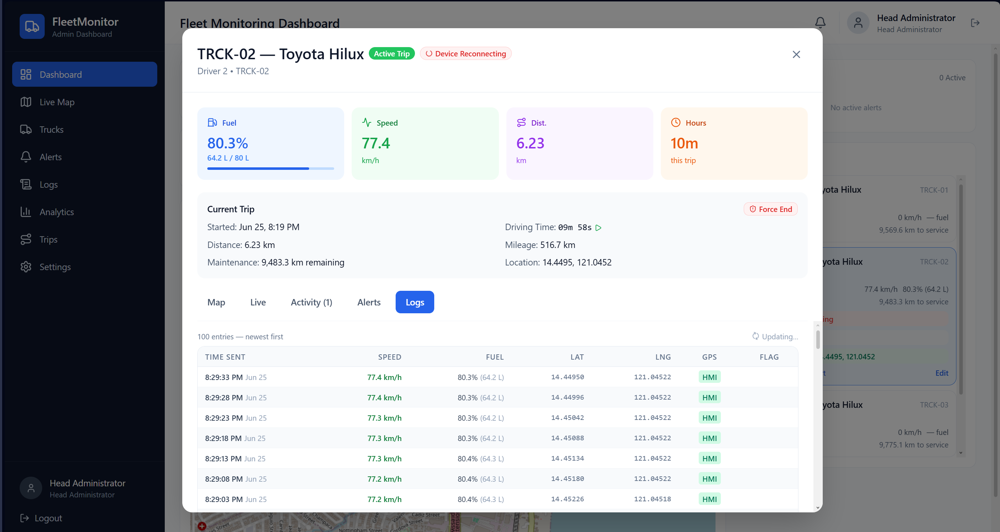 FleetMonitor
Admin Dashboard
Dashboard
Live Map
Trucks
Alerts
Logs
Analytics
Trips
Settings
Head Administrator
Head Administrator
Logout
Fleet Monitoring Dashboard
Head Administrator
Head Administrator
TRCK-02 — Toyota Hilux Active Trip Device Reconnecting
Driver 2 • TRCK-02
Fuel
80.3%
64.2 L / 80 L
Speed
77.4
km/h
Dist.
6.23
km
Hours
10m
this trip
Current Trip Force End
Started: Jun 25, 8:19 PM Driving Time: 09m 58s
Distance: 6.23 km Mileage: 516.7 km
Maintenance: 9,483.3 km remaining Location: 14.4495, 121.0452
Map Live Activity (1) Alerts Logs
100 entries — newest first Updating...
TIME SENT SPEED FUEL LAT LNG GPS FLAG
8:29:33 PM Jun 25 77.4 km/h 80.3% (64.2 L) 14.44950 121.04522 HMI
8:29:28 PM Jun 25 77.4 km/h 80.3% (64.2 L) 14.44996 121.04522 HMI
8:29:23 PM Jun 25 77.3 km/h 80.3% (64.2 L) 14.45042 121.04522 HMI
8:29:18 PM Jun 25 77.3 km/h 80.3% (64.2 L) 14.45088 121.04522 HMI
8:29:13 PM Jun 25 77.3 km/h 80.4% (64.3 L) 14.45134 121.04522 HMI
8:29:08 PM Jun 25 77.2 km/h 80.4% (64.3 L) 14.45180 121.04522 HMI
8:29:03 PM Jun 25 77.2 km/h 80.4% (64.3 L) 14.45226 121.04518 HMI
0 Active
No active alerts
yota Hilux TRCK-01
0 km/h — fuel
9,569.6 km to service
yota Hilux TRCK-02
77.4 km/h 80.3% (64.2 L)
9,483.3 km to service
ing
.4495, 121.0452
t Edit
yota Hilux TRCK-03
0 km/h — fuel
9,775.1 km to service
Street
Champaca
Nottingham Street
Cordova Street
Cadiz Street